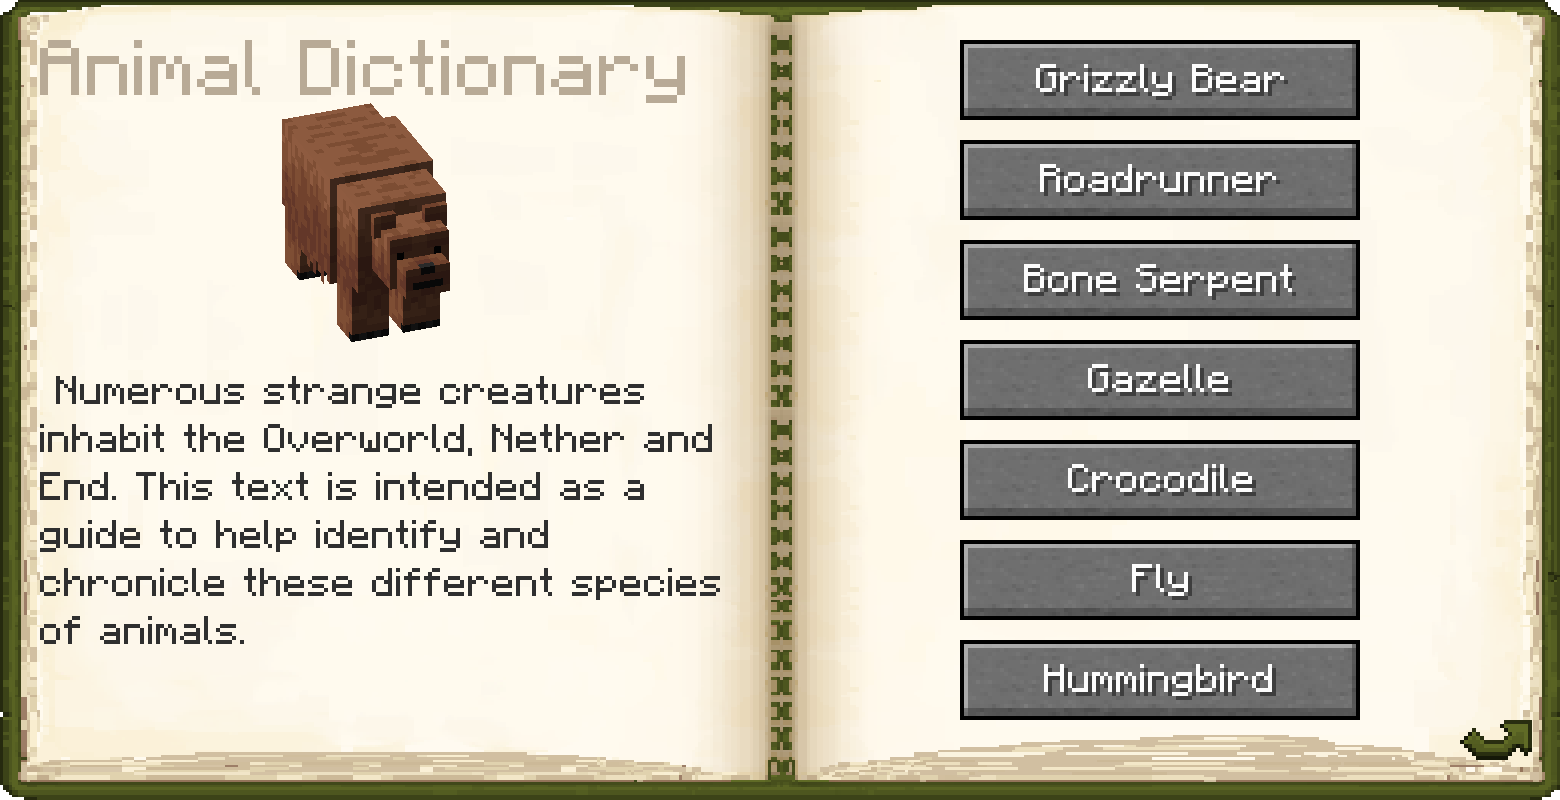 Animal Dictionary
Numerous strange creatures
inhabit the Overworld, Nether and
End. This text is intended as a
guide to help identify and
chronicle these different species
of animals.
Grizzly Bear
Roadrunner
Bone Serpent
Gazelle
Crocodile
Fly
Hummingbird